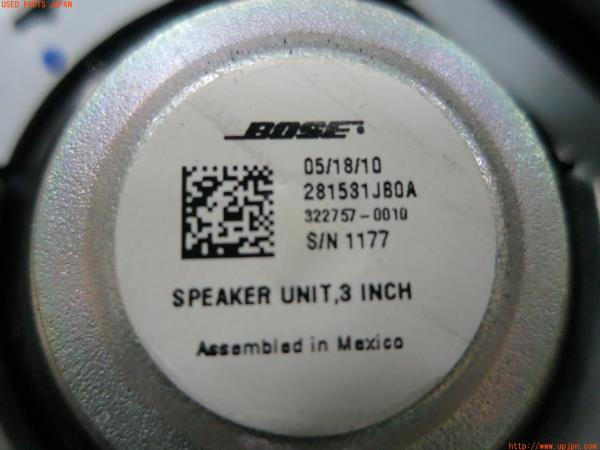 USED PARTS JAPAN
BOSE
05/18/10
281531JB0A
322757-0010
S/N 1177
SPEAKER UNIT,3 INCH
Assembled in Mexico
http://www.upjpn.com/